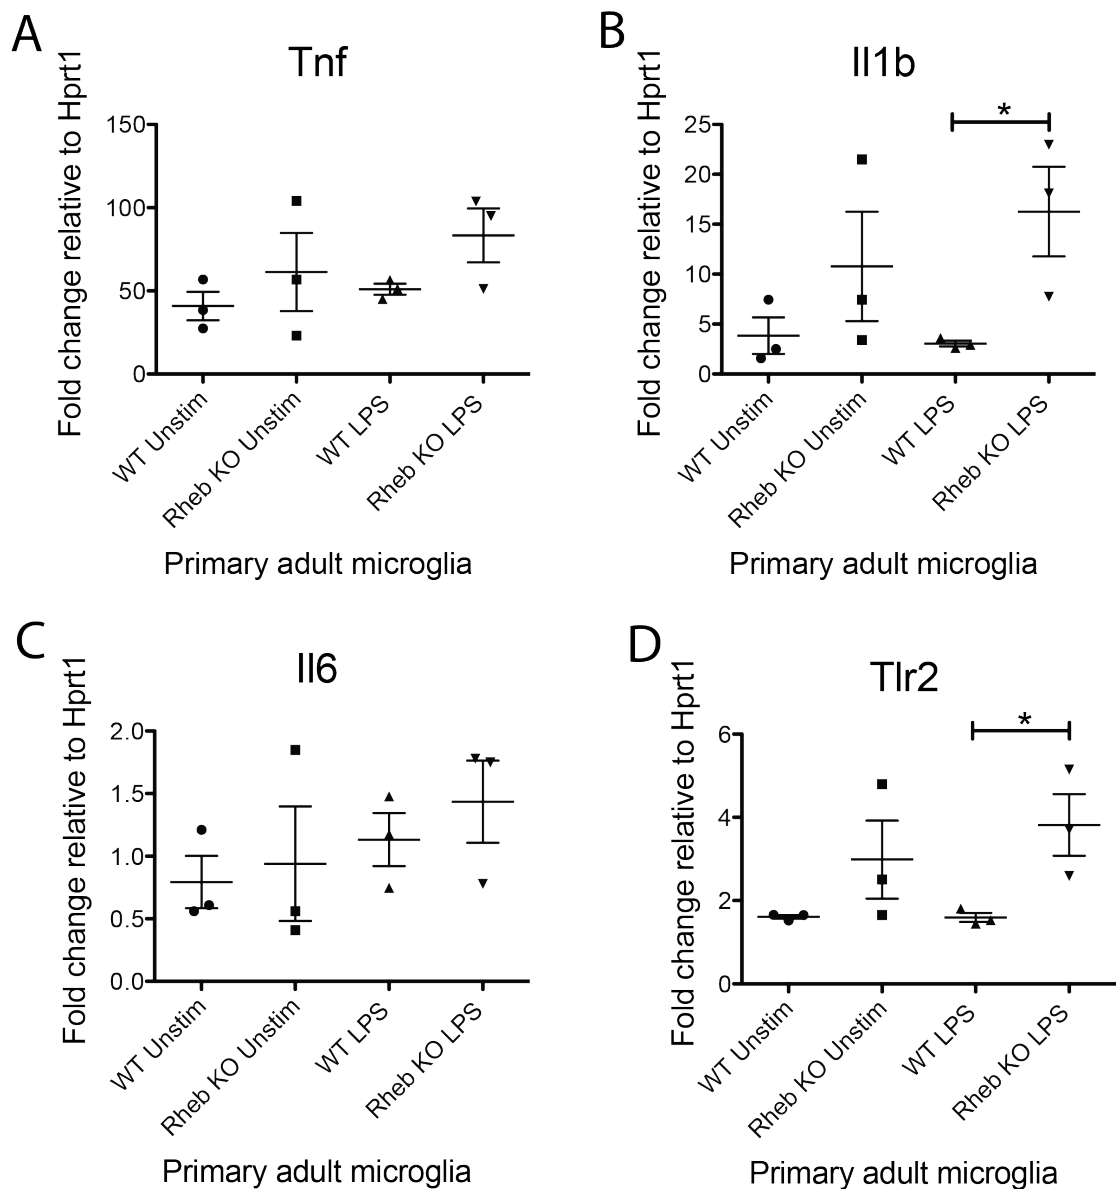 A
Tnf
Fold change relative to Hprt1
150
100
50
0
WT Unstim
Rheb KO Unstim
WT LPS
Rheb KO LPS
Primary adult microglia
B
Il1b
Fold change relative to Hprt1
*
25
20
15
10
5
0
WT Unstim
Rheb KO Unstim
WT LPS
Rheb KO LPS
Primary adult microglia
C
Il6
Fold change relative to Hprt1
2.0
1.5
1.0
0.5
0.0
WT Unstim
Rheb KO Unstim
WT LPS
Rheb KO LPS
Primary adult microglia
D
Tlr2
Fold change relative to Hprt1
*
6
4
2
0
WT Unstim
Rheb KO Unstim
WT LPS
Rheb KO LPS
Primary adult microglia